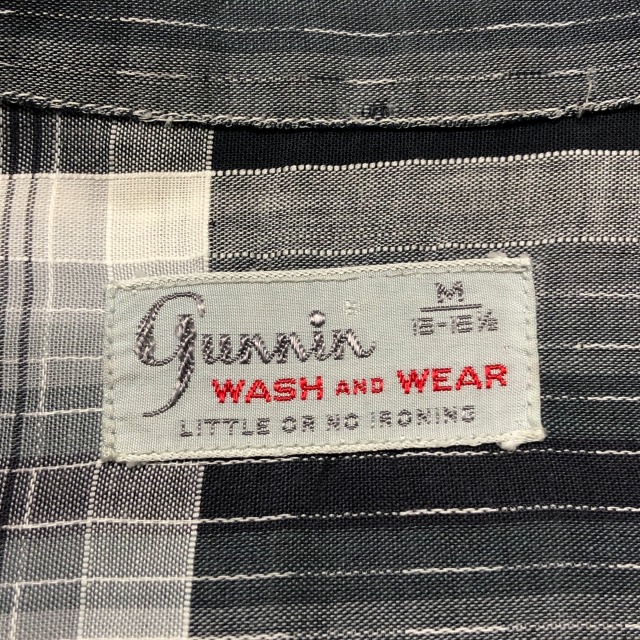 Gunnin
M
15-15½
WASH AND WEAR
LITTLE OR NO IRONING